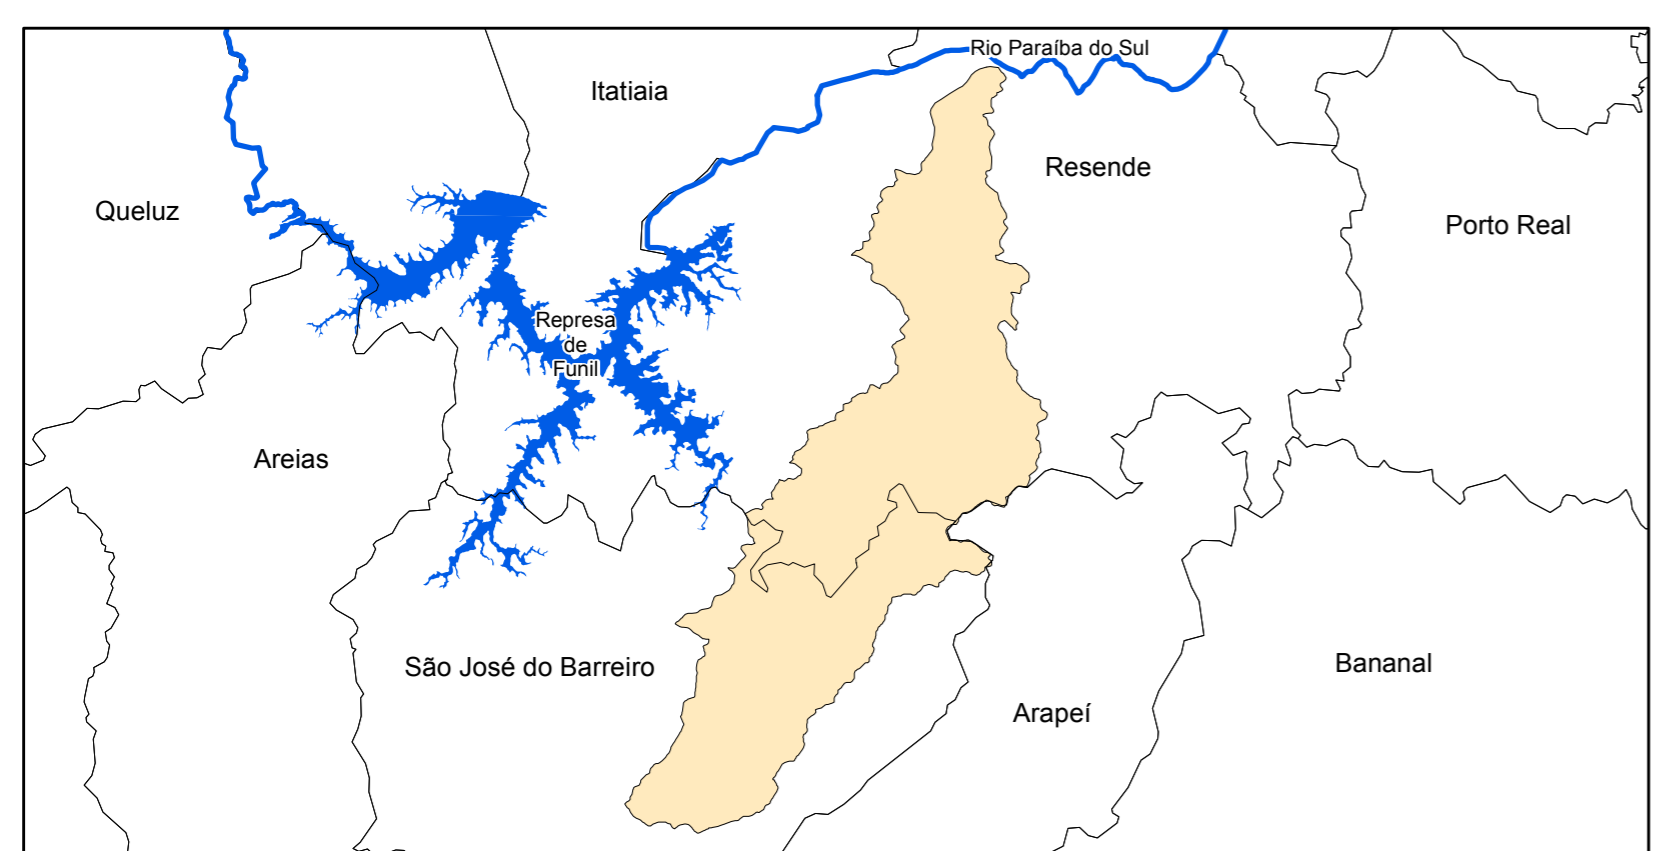 Rio Paraíba do Sul
Itatiaia
Resende
Queluz
Porto Real
Represa
de
Funil
Areias
São José do Barreiro
Bananal
Arapeí